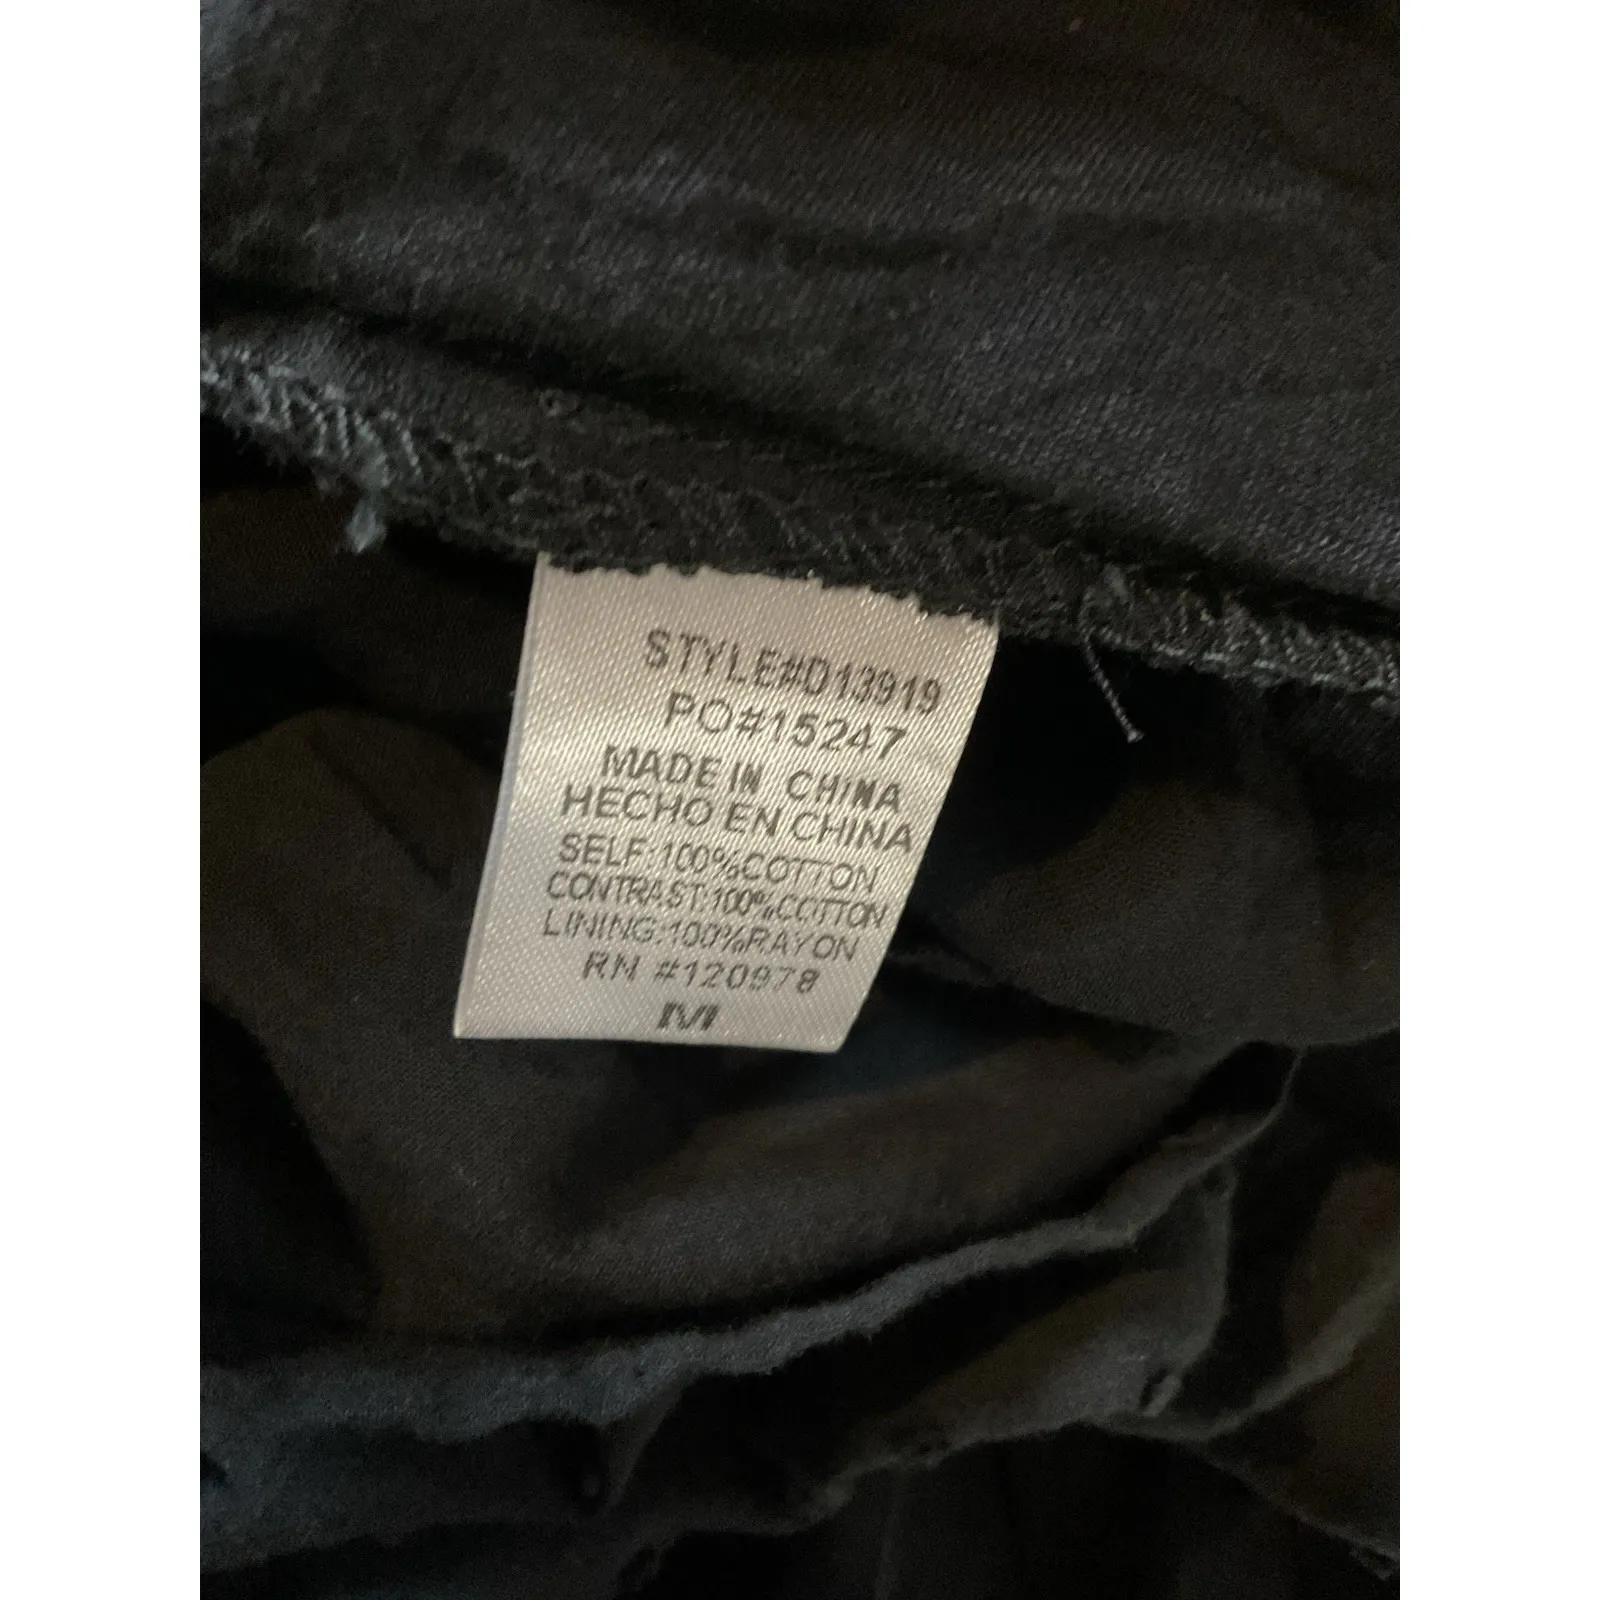 STYLE#D13919
PO#15247
MADE IN CHINA
HECHO EN CHINA
SELF:100%COTTON
CONTRAST:100%COTTON
LINING:100%RAYON
RN #120978
M